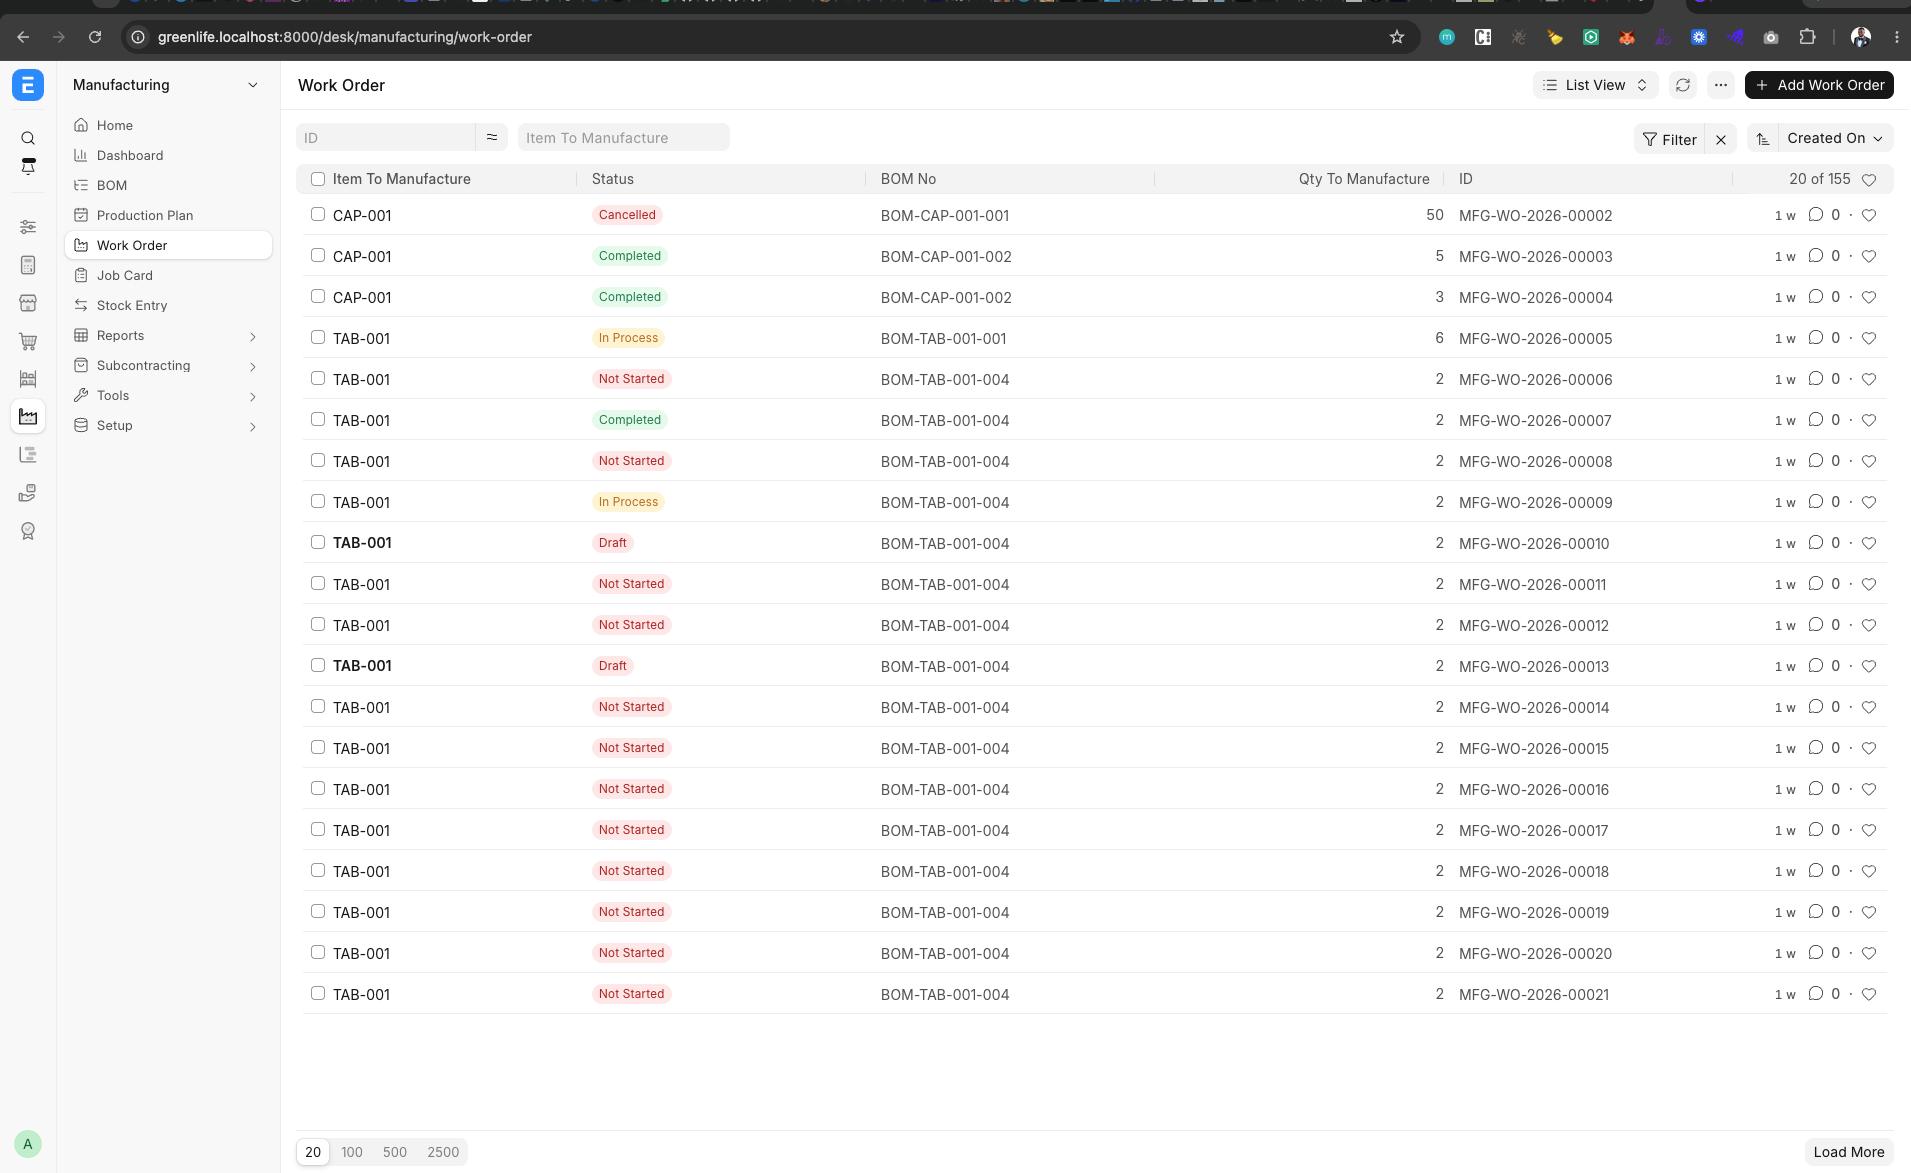 greenlife.localhost:8000/desk/manufacturing/work-order
Manufacturing
Home
Dashboard
BOM
Production Plan
Work Order
Job Card
Stock Entry
Reports
Subcontracting
Tools
Setup
A
Work Order
List View
Add Work Order
ID
Item To Manufacture
Filter
Created On
Item To Manufacture Status BOM No Qty To Manufacture ID 20 of 155
CAP-001 Cancelled BOM-CAP-001-001 50 MFG-WO-2026-00002 1 w 0 ·
CAP-001 Completed BOM-CAP-001-002 5 MFG-WO-2026-00003 1 w 0 ·
CAP-001 Completed BOM-CAP-001-002 3 MFG-WO-2026-00004 1 w 0 ·
TAB-001 In Process BOM-TAB-001-001 6 MFG-WO-2026-00005 1 w 0 ·
TAB-001 Not Started BOM-TAB-001-004 2 MFG-WO-2026-00006 1 w 0 ·
TAB-001 Completed BOM-TAB-001-004 2 MFG-WO-2026-00007 1 w 0 ·
TAB-001 Not Started BOM-TAB-001-004 2 MFG-WO-2026-00008 1 w 0 ·
TAB-001 In Process BOM-TAB-001-004 2 MFG-WO-2026-00009 1 w 0 ·
TAB-001 Draft BOM-TAB-001-004 2 MFG-WO-2026-00010 1 w 0 ·
TAB-001 Not Started BOM-TAB-001-004 2 MFG-WO-2026-00011 1 w 0 ·
TAB-001 Not Started BOM-TAB-001-004 2 MFG-WO-2026-00012 1 w 0 ·
TAB-001 Draft BOM-TAB-001-004 2 MFG-WO-2026-00013 1 w 0 ·
TAB-001 Not Started BOM-TAB-001-004 2 MFG-WO-2026-00014 1 w 0 ·
TAB-001 Not Started BOM-TAB-001-004 2 MFG-WO-2026-00015 1 w 0 ·
TAB-001 Not Started BOM-TAB-001-004 2 MFG-WO-2026-00016 1 w 0 ·
TAB-001 Not Started BOM-TAB-001-004 2 MFG-WO-2026-00017 1 w 0 ·
TAB-001 Not Started BOM-TAB-001-004 2 MFG-WO-2026-00018 1 w 0 ·
TAB-001 Not Started BOM-TAB-001-004 2 MFG-WO-2026-00019 1 w 0 ·
TAB-001 Not Started BOM-TAB-001-004 2 MFG-WO-2026-00020 1 w 0 ·
TAB-001 Not Started BOM-TAB-001-004 2 MFG-WO-2026-00021 1 w 0 ·
20 100 500 2500
Load More